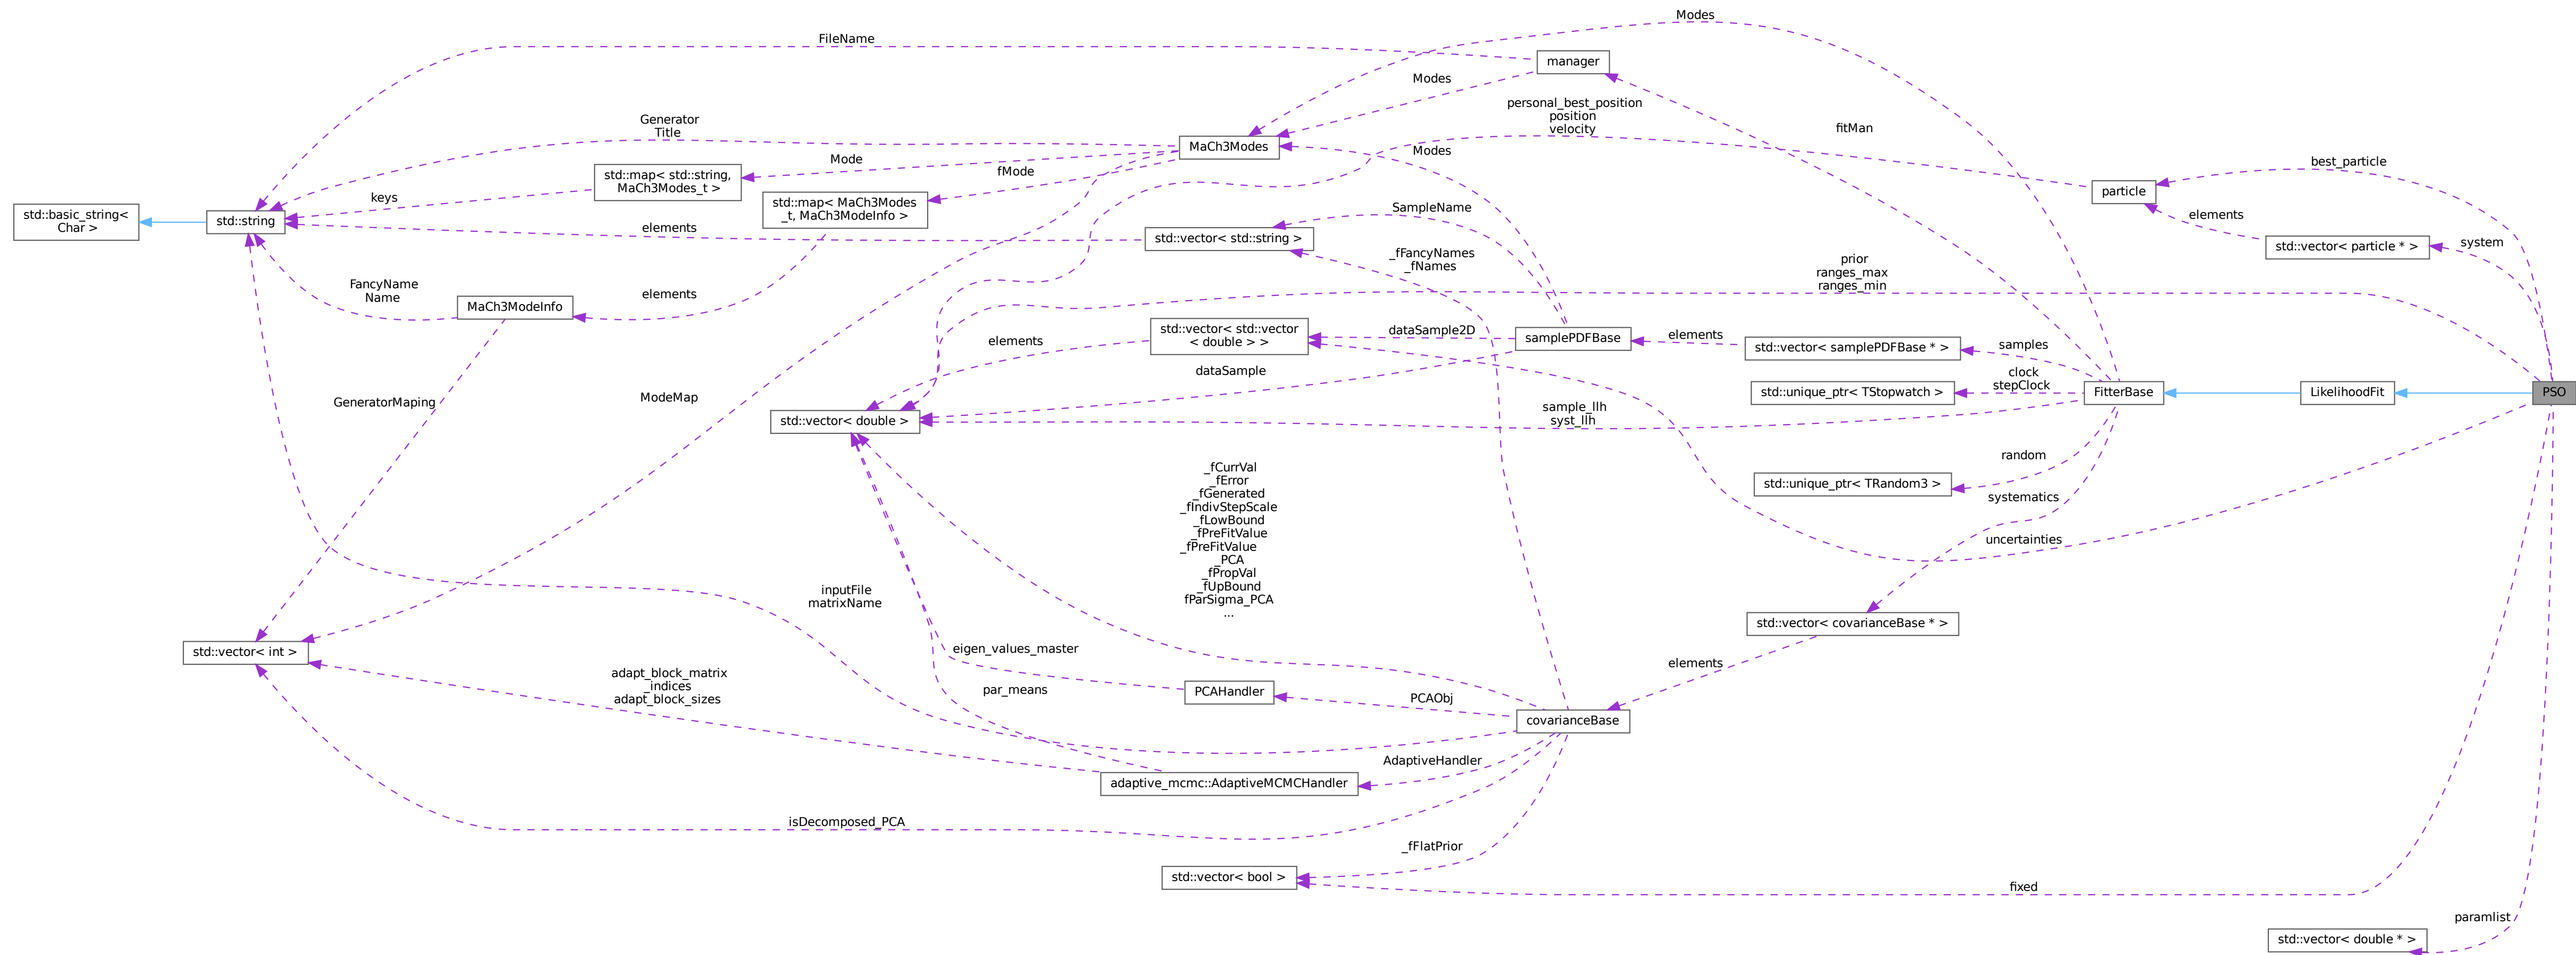 Modes
FileName
manager
Modes
personal_best_position
position
velocity
Generator
Title
fitMan
MaCh3Modes
Modes
Mode
best_particle
fMode
std::map< std::string,
MaCh3Modes_t >
particle
keys
std::map< MaCh3Modes
_t, MaCh3ModeInfo >
SampleName
elements
std::basic_string<
Char >
std::string
elements
std::vector< std::string >
system
std::vector< particle * >
_fFancyNames
_fNames
prior
ranges_max
ranges_min
FancyName
Name
elements
MaCh3ModeInfo
std::vector< std::vector
< double > >
dataSample2D
samplePDFBase
elements
std::vector< samplePDFBase * >
samples
elements
dataSample
clock
stepClock
std::unique_ptr< TStopwatch >
FitterBase
LikelihoodFit
PSO
GeneratorMaping
ModeMap
std::vector< double >
sample_llh
syst_llh
random
std::unique_ptr< TRandom3 >
systematics
_fCurrVal
_fError
_fGenerated
_fIndivStepScale
_fLowBound
_fPreFitValue
_fPreFitValue
_PCA
_fPropVal
_fUpBound
fParSigma_PCA
...
uncertainties
inputFile
matrixName
std::vector< covarianceBase * >
std::vector< int >
eigen_values_master
elements
adapt_block_matrix
_indices
adapt_block_sizes
par_means
PCAHandler
PCAObj
covarianceBase
AdaptiveHandler
adaptive_mcmc::AdaptiveMCMCHandler
isDecomposed_PCA
_fFlatPrior
std::vector< bool >
fixed
paramlist
std::vector< double * >